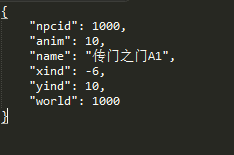 {
    "npcid": 1000,
    "anim": 10,
    "name": "传门之门A1",
    "xind": -6,
    "yind": 10,
    "world": 1000
}